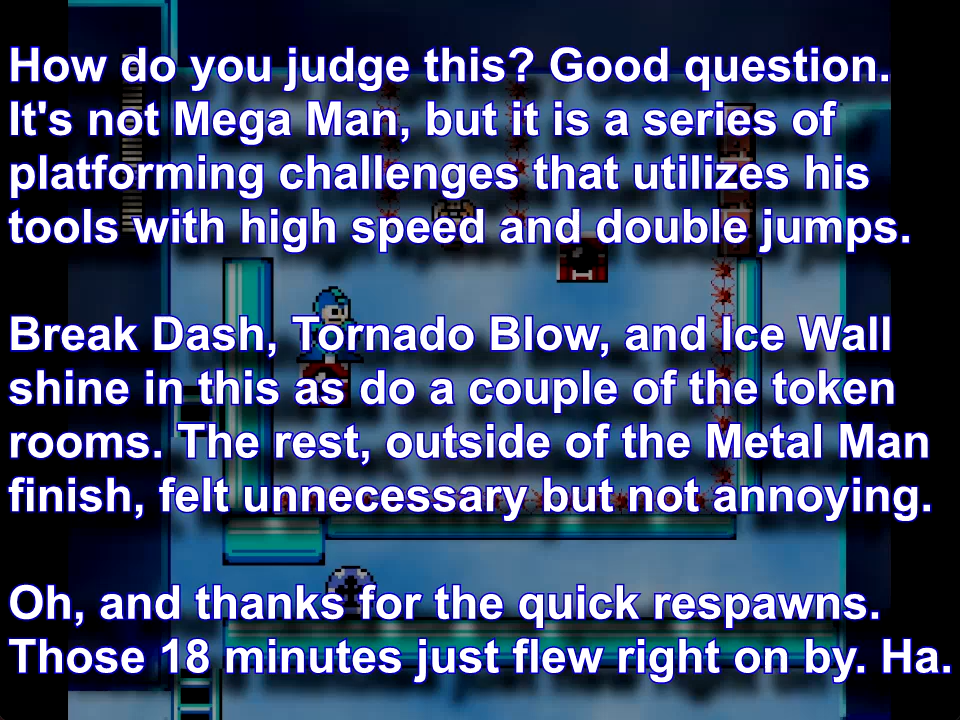 How do you judge this? Good question.
It's not Mega Man, but it is a series of
platforming challenges that utilizes his
tools with high speed and double jumps.
Break Dash, Tornado Blow, and Ice Wall
shine in this as do a couple of the token
rooms. The rest, outside of the Metal Man
finish, felt unnecessary but not annoying.
Oh, and thanks for the quick respawns.
Those 18 minutes just flew right on by. Ha.